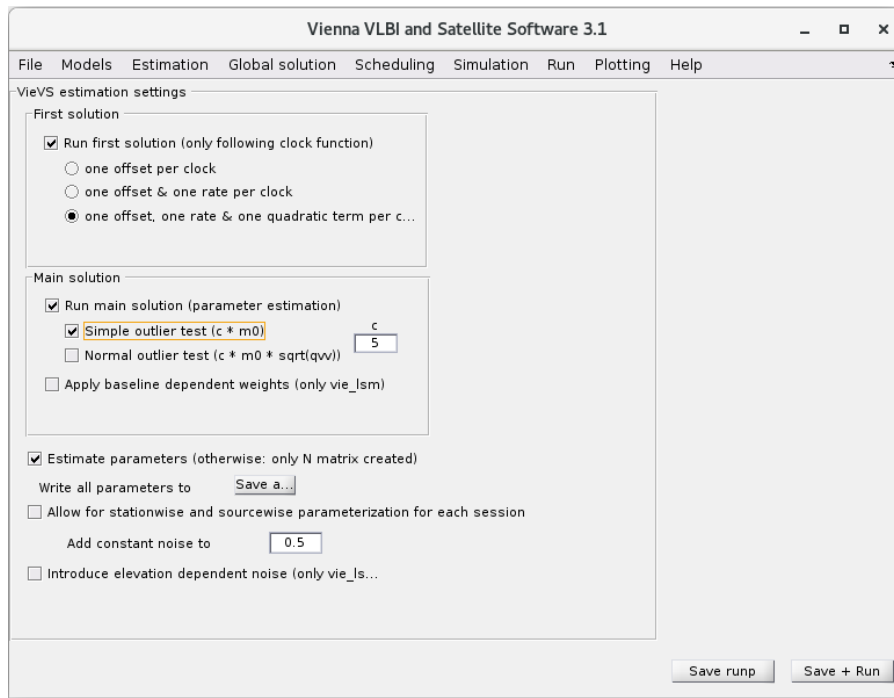 Vienna VLBI and Satellite Software 3.1
File Models Estimation Global solution Scheduling Simulation Run Plotting Help
VieVS estimation settings
First solution
Run first solution (only following clock function)
one offset per clock
one offset & one rate per clock
one offset, one rate & one quadratic term per c...
Main solution
Run main solution (parameter estimation)
Simple outlier test (c * m0)
c
5
Normal outlier test (c * m0 * sqrt(qvv))
Apply baseline dependent weights (only vie_lsm)
Estimate parameters (otherwise: only N matrix created)
Write all parameters to Save a...
Allow for stationwise and sourcewise parameterization for each session
Add constant noise to 0.5
Introduce elevation dependent noise (only vie_ls...
Save runp Save + Run